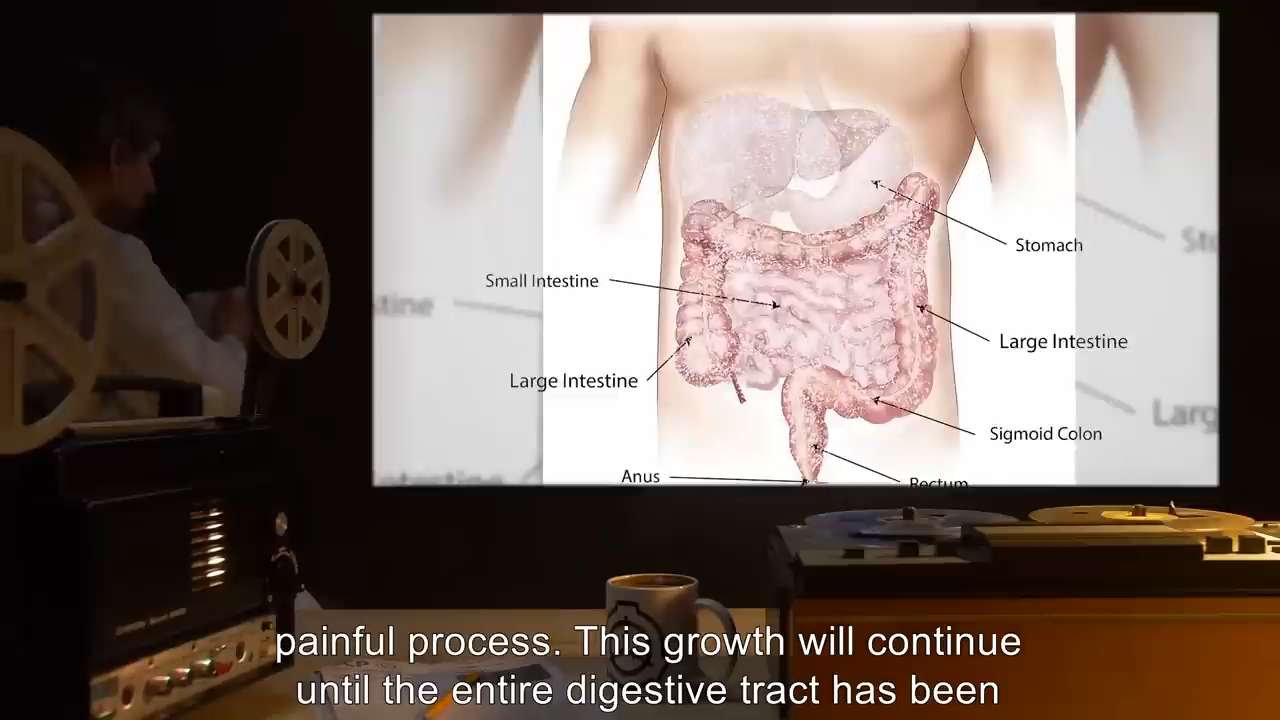 Stomach
Small Intestine
Large Intestine
Large Intestine
Sigmoid Colon
Anus
Rectum
painful process. This growth will continue
until the entire digestive tract has been